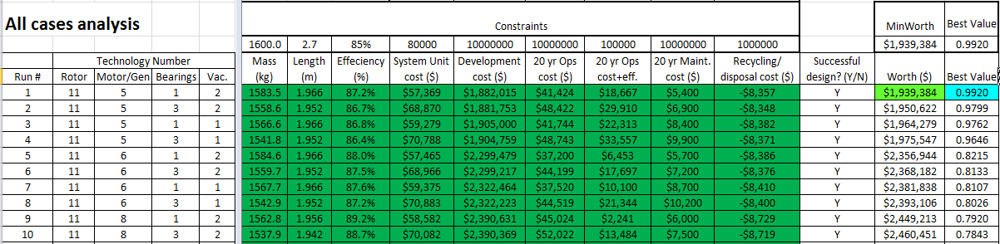 All cases analysis Constraints MinWorth Best Value
1600.0 2.7 85% 80000 10000000 10000000 100000 10000000 1000000 $1,939,384 0.9920
Technology Number Mass Length Effeciency System Unit Development 20 yr Ops 20 yr Ops 20 yr Maint. Recycling/ Successful
Run # Rotor Motor/Gen Bearings Vac. (kg) (m) (%) cost ($) cost ($) cost ($) cost+eff. cost ($) disposal cost ($) design? (Y/N) Worth ($) Best Value
1 11 5 1 2 1583.5 1.966 87.2% $57,369 $1,882,015 $41,424 $18,667 $5,400 -$8,357 Y $1,939,384 0.9920
2 11 5 3 2 1558.6 1.952 86.7% $68,870 $1,881,753 $48,422 $29,910 $6,900 -$8,348 Y $1,950,622 0.9799
3 11 5 1 1 1566.6 1.966 86.8% $59,279 $1,905,000 $41,744 $22,313 $8,400 -$8,382 Y $1,964,279 0.9762
4 11 5 3 1 1541.8 1.952 86.4% $70,788 $1,904,759 $48,743 $33,557 $9,900 -$8,371 Y $1,975,547 0.9646
5 11 6 1 2 1584.6 1.966 88.0% $57,465 $2,299,479 $37,200 $6,453 $5,700 -$8,386 Y $2,356,944 0.8215
6 11 6 3 2 1559.7 1.952 87.5% $68,966 $2,299,217 $44,199 $17,697 $7,200 -$8,376 Y $2,368,182 0.8133
7 11 6 1 1 1567.7 1.966 87.6% $59,375 $2,322,464 $37,520 $10,100 $8,700 -$8,410 Y $2,381,838 0.8107
8 11 6 3 1 1542.9 1.952 87.2% $70,883 $2,322,223 $44,519 $21,344 $10,200 -$8,400 Y $2,393,106 0.8026
9 11 8 1 2 1562.8 1.956 89.2% $58,582 $2,390,631 $45,024 $2,241 $6,000 -$8,729 Y $2,449,213 0.7920
10 11 8 3 2 1537.9 1.942 88.7% $70,082 $2,390,369 $52,022 $13,484 $7,500 -$8,719 Y $2,460,451 0.7843